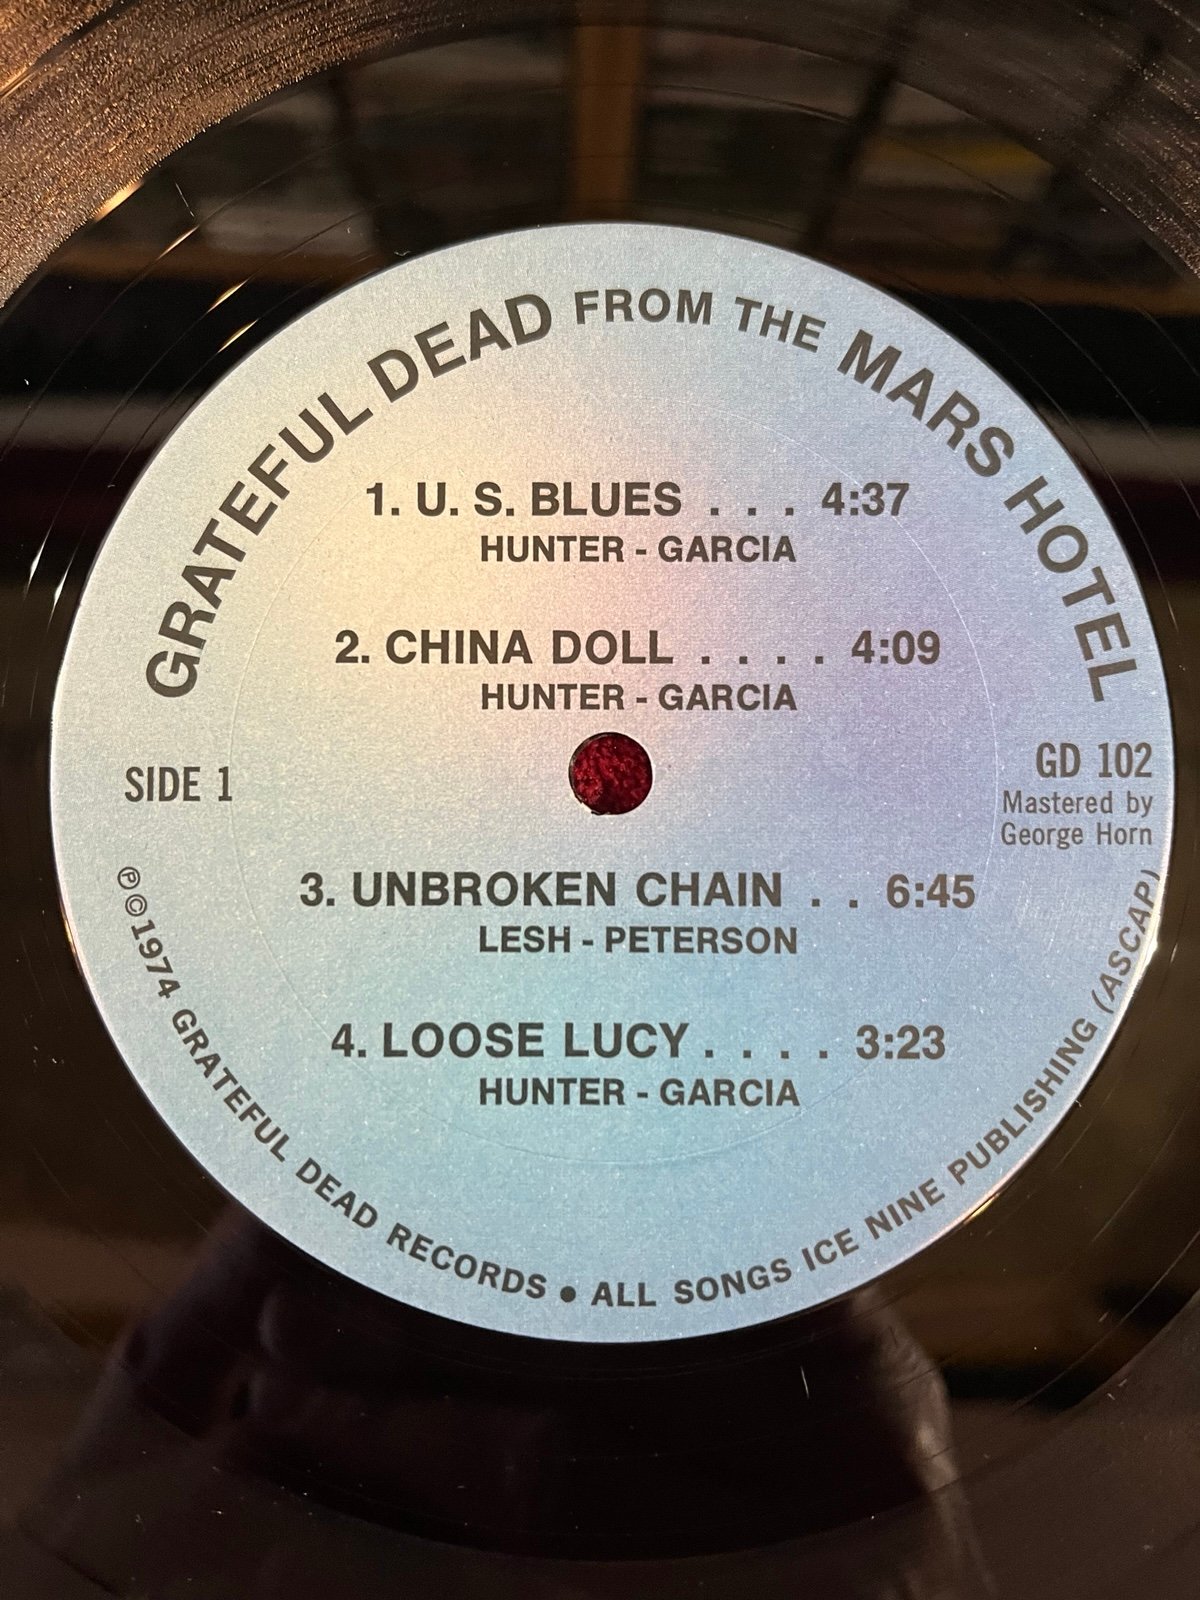 GRATEFUL DEAD FROM THE MARS HOTEL
1. U. S. BLUES . . . 4:37
HUNTER - GARCIA
2. CHINA DOLL . . . . 4:09
HUNTER - GARCIA
SIDE 1
GD 102
Mastered by
George Horn
3. UNBROKEN CHAIN . . 6:45
LESH - PETERSON
4. LOOSE LUCY . . . . 3:23
HUNTER - GARCIA
℗©1974 GRATEFUL DEAD RECORDS • ALL SONGS ICE NINE PUBLISHING (ASCAP)